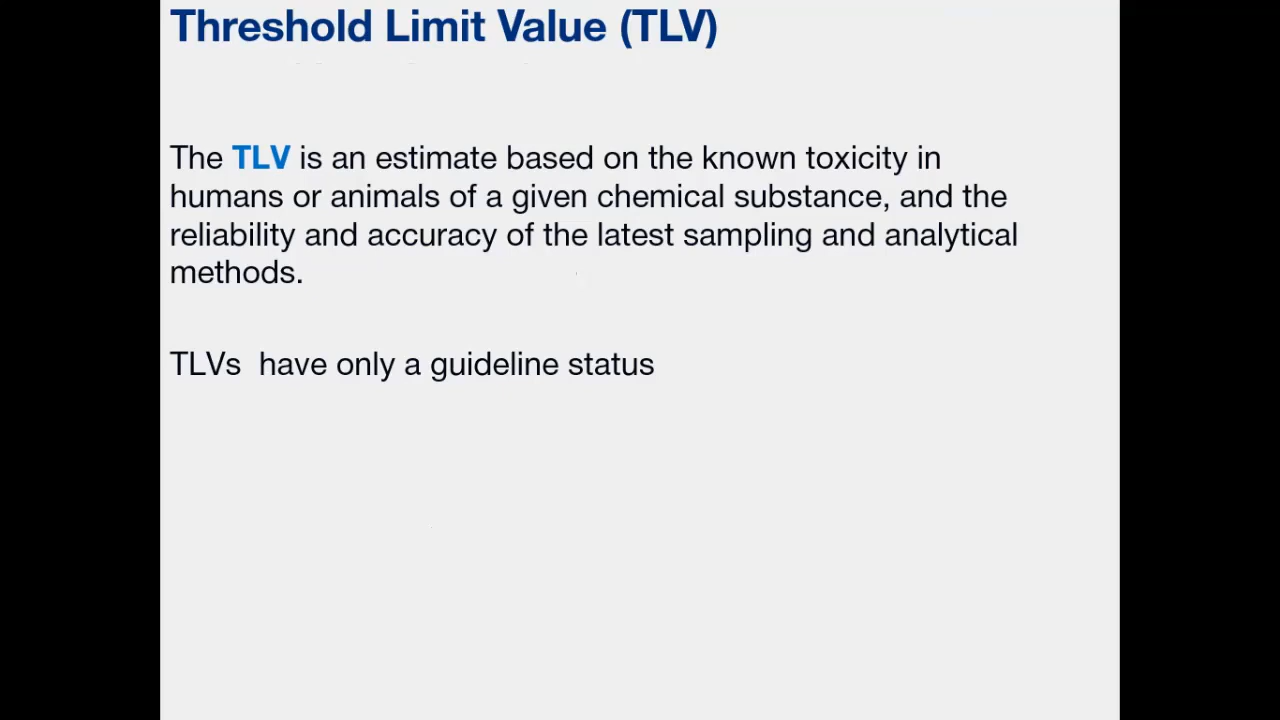 Threshold Limit Value (TLV)
The TLV is an estimate based on the known toxicity in
humans or animals of a given chemical substance, and the
reliability and accuracy of the latest sampling and analytical
methods.
TLVs  have only a guideline status